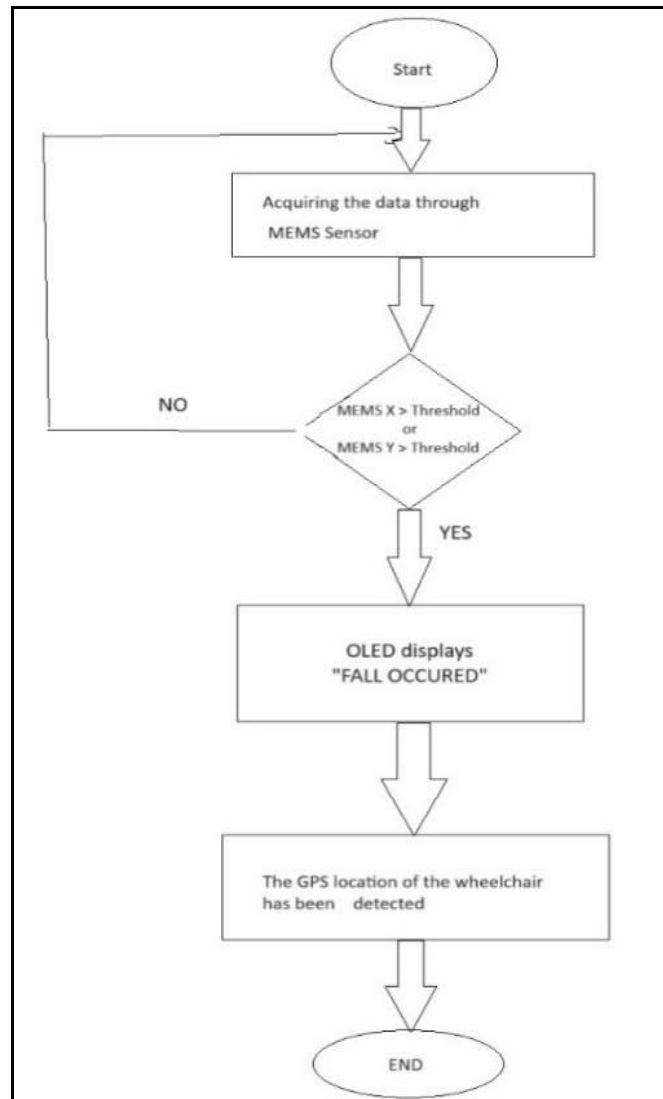 Start
Acquiring the data through
MEMS Sensor
MEMS X > Threshold
or
MEMS Y > Threshold
NO
YES
OLED displays
"FALL OCCURED"
The GPS location of the wheelchair
has been detected
END